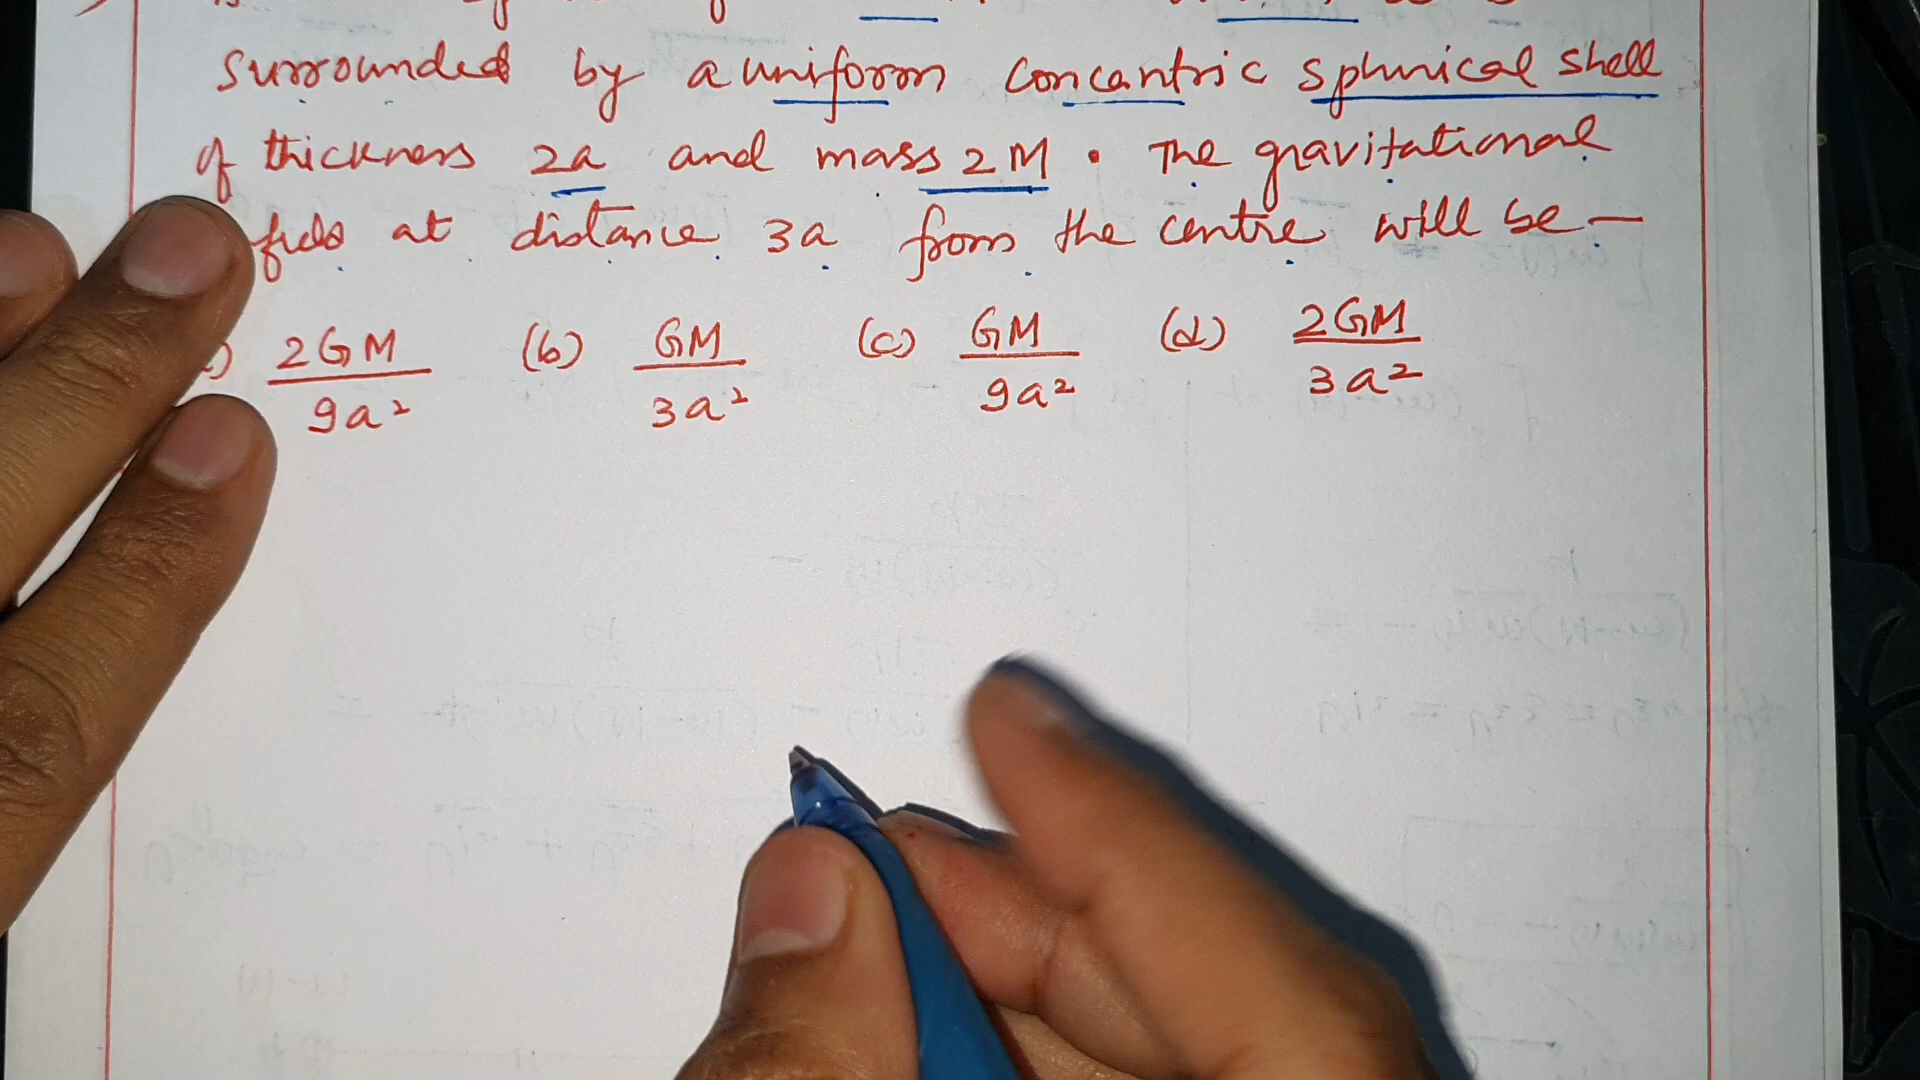 surrounded by a uniform concantric spherical shell
of thickness 2a and mass 2M. The gravitational
field at distance 3a from the centre will be -
) 2GM/9a² (b) GM/3a² (c) GM/9a² (d) 2GM/3a²